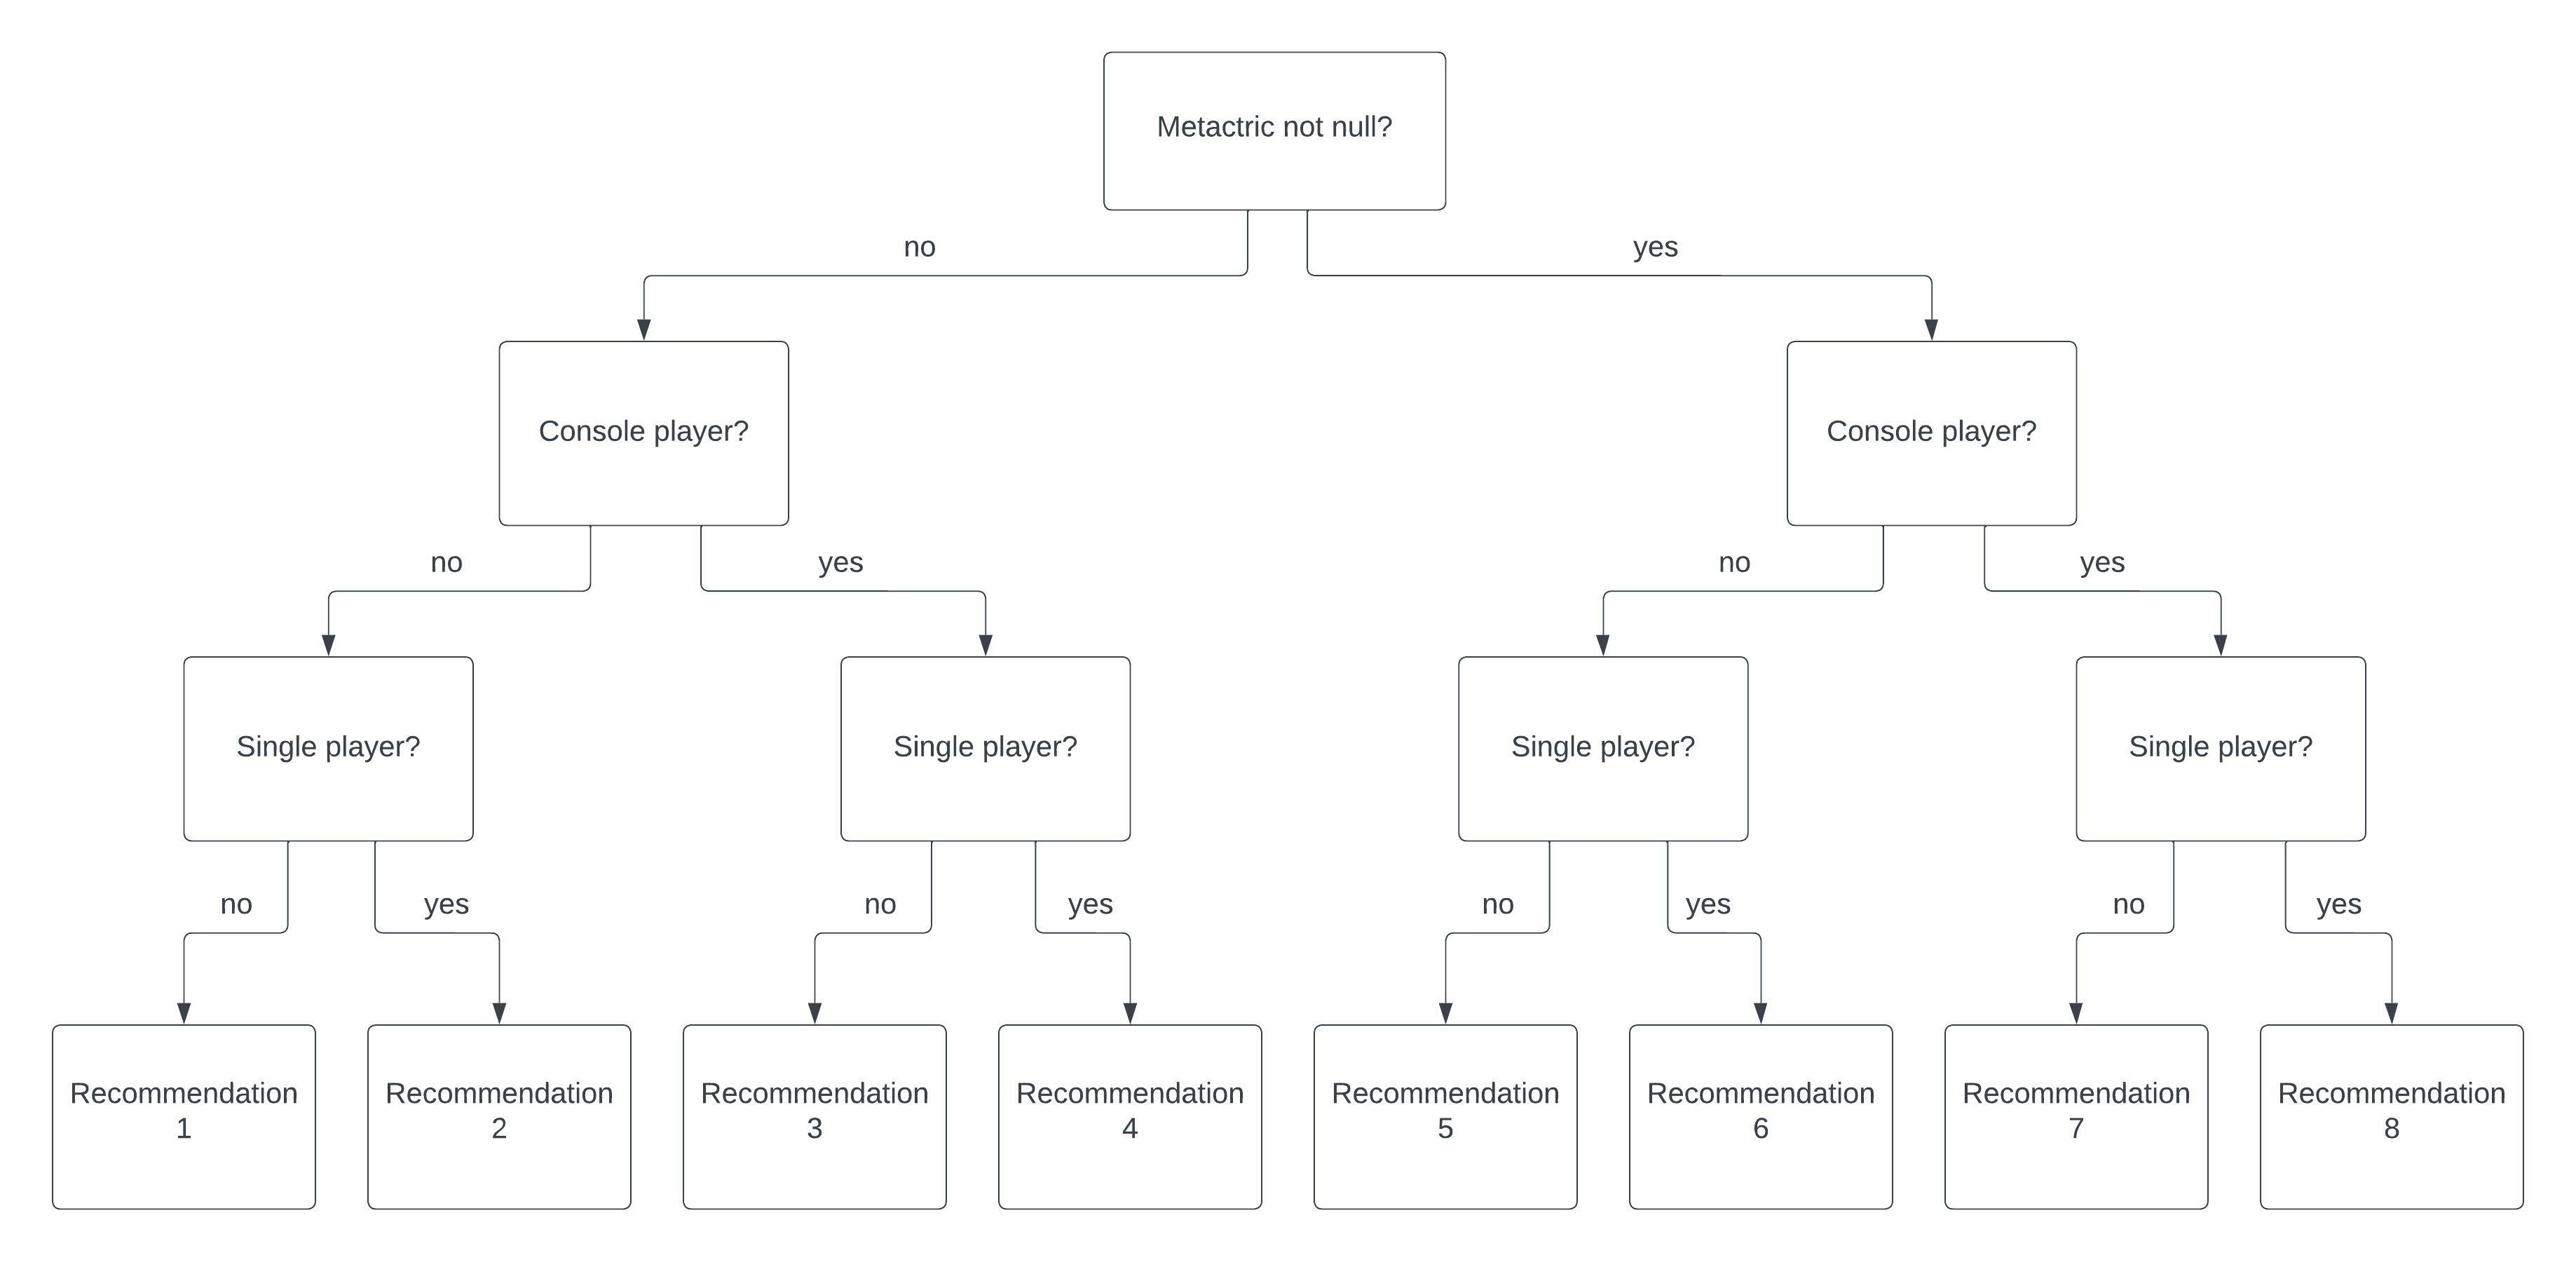 Metactric not null?
no
yes
Console player?
Console player?
no
yes
no
yes
Single player?
Single player?
Single player?
Single player?
no
yes
no
yes
no
yes
no
yes
Recommendation
1
Recommendation
2
Recommendation
3
Recommendation
4
Recommendation
5
Recommendation
6
Recommendation
7
Recommendation
8